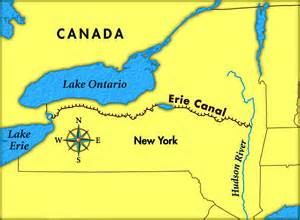 CANADA
Lake Ontario
Erie Canal
Lake
Erie
N
W E
S
New York
Hudson River